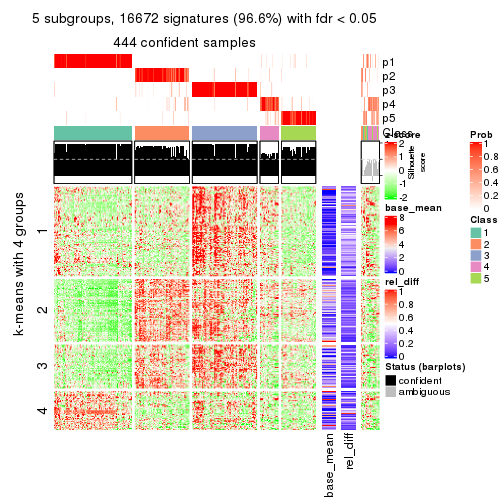 5 subgroups, 16672 signatures (96.6%) with fdr < 0.05
444 confident samples
p1
p2
p3
p4
p5
Class
z-score
2
1
0
-1
-2
Silhouette
score
base_mean
8
6
4
2
0
rel_diff
1
0.8
0.6
0.4
0.2
0
Status (barplots)
confident
ambiguous
Prob
1
0.8
0.6
0.4
0.2
0
Class
1
2
3
4
5
k-means with 4 groups
1
2
3
4
base_mean
rel_diff